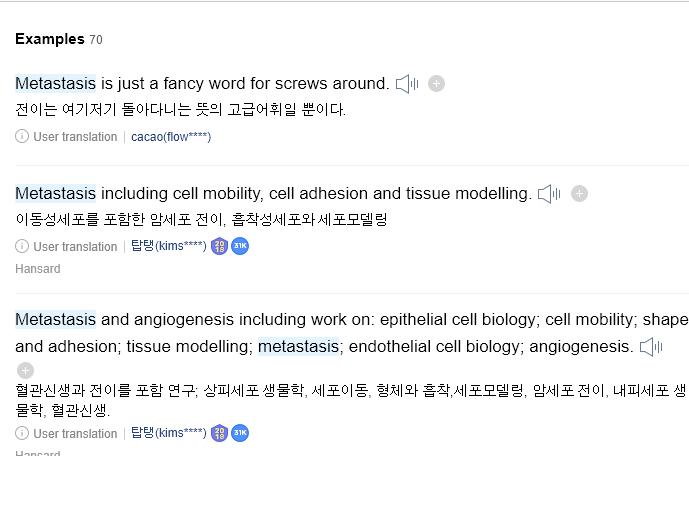 Examples 70
Metastasis is just a fancy word for screws around.
전이는 여기저기 돌아다니는 뜻의 고급어휘일 뿐이다.
User translation | cacao(flow****)
Metastasis including cell mobility, cell adhesion and tissue modelling.
이동성세포를 포함한 암세포 전이, 흡착성세포와 세포모델링
User translation | 탑탱(kims****) 2018 31K
Hansard
Metastasis and angiogenesis including work on: epithelial cell biology; cell mobility; shape
and adhesion; tissue modelling; metastasis; endothelial cell biology; angiogenesis.
혈관신생과 전이를 포함 연구; 상피세포 생물학, 세포이동, 형체와 흡착,세포모델링, 암세포 전이, 내피세포 생
물학, 혈관신생.
User translation | 탑탱(kims****) 2018 31K
Hansard